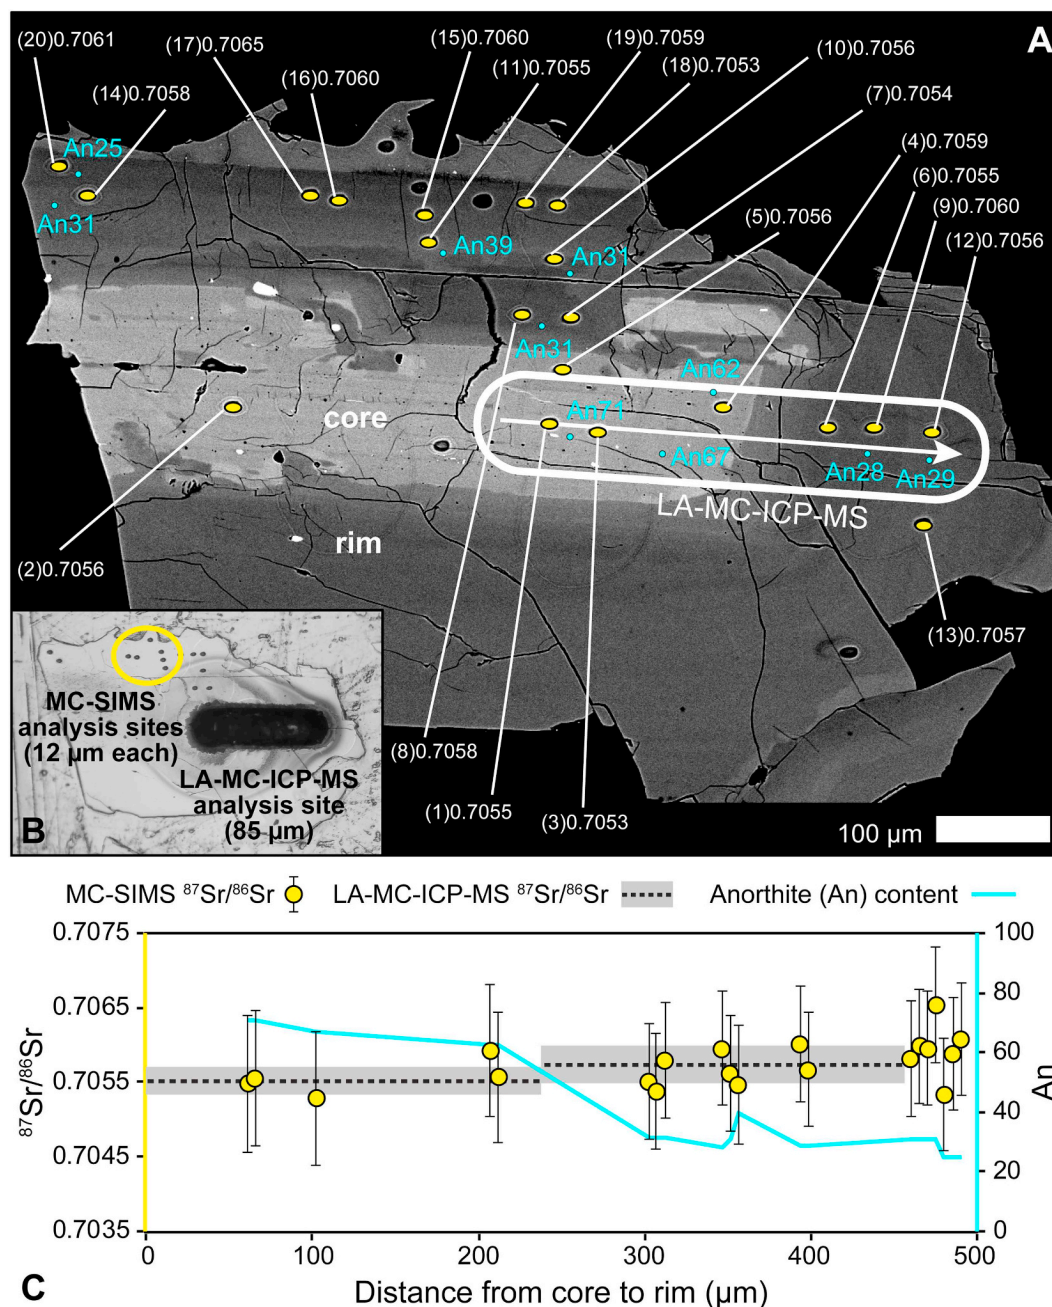 A
(20)0.7061
(17)0.7065
(15)0.7060
(19)0.7059
(10)0.7056
(14)0.7058
(16)0.7060
(11)0.7055
(18)0.7053
(7)0.7054
(4)0.7059
(6)0.7055
(9)0.7060
(12)0.7056
(5)0.7056
An25
An31
An39
An31
An31
An62
An71
An67
An28
An29
core
rim
LA-MC-ICP-MS
(2)0.7056
(13)0.7057
(8)0.7058
(1)0.7055
(3)0.7053
100 µm
MC-SIMS
analysis sites
(12 µm each)
LA-MC-ICP-MS
analysis site
(85 µm)
B
MC-SIMS ⁸⁷Sr/⁸⁶Sr
LA-MC-ICP-MS ⁸⁷Sr/⁸⁶Sr
Anorthite (An) content
0.7075
0.7065
0.7055
0.7045
0.7035
⁸⁷Sr/⁸⁶Sr
100
80
60
40
20
0
An
0 100 200 300 400 500
Distance from core to rim (µm)
C